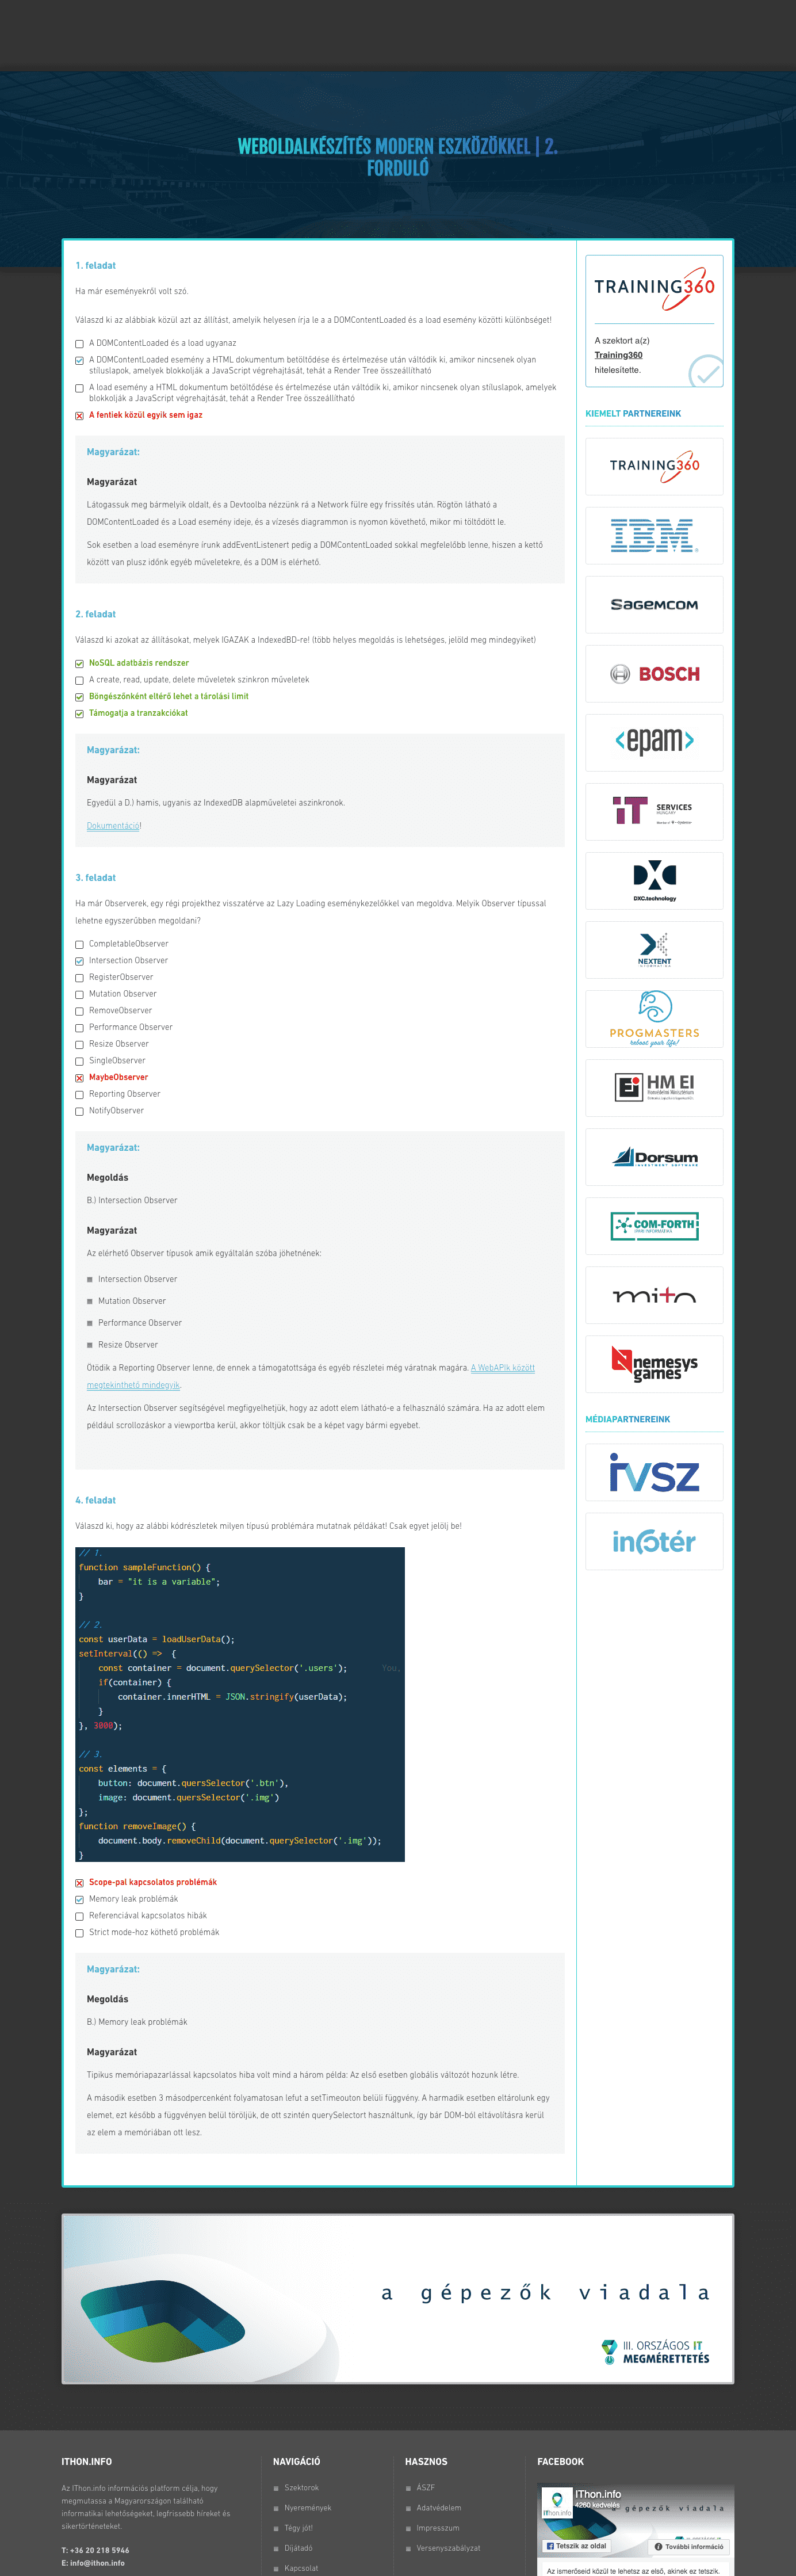 WEBOLDALKÉSZÍTÉS MODERN ESZKÖZÖKKEL | 2.
FORDULÓ
1. feladat
Ha már eseményekről volt szó.
Válaszd ki az alábbiak közül azt az állítást, amelyik helyesen írja le a a DOMContentLoaded és a load esemény közötti különbséget!
A DOMContentLoaded és a load ugyanaz
A DOMContentLoaded esemény a HTML dokumentum betöltődése és értelmezése után váltódik ki, amikor nincsenek olyan
stíluslapok, amelyek blokkolják a JavaScript végrehajtását, tehát a Render Tree összeállítható
A load esemény a HTML dokumentum betöltődése és értelmezése után váltódik ki, amikor nincsenek olyan stíluslapok, amelyek
blokkolják a JavaScript végrehajtását, tehát a Render Tree összeállítható
A fentiek közül egyik sem igaz
Magyarázat:
Magyarázat
Látogassuk meg bármelyik oldalt, és a Devtoolba nézzünk rá a Network fülre egy frissítés után. Rögtön látható a
DOMContentLoaded és a Load esemény ideje, és a vízesés diagrammon is nyomon követhető, mikor mi töltődött le.
Sok esetben a load eseményre írunk addEventListenert pedig a DOMContentLoaded sokkal megfelelőbb lenne, hiszen a kettő
között van plusz időnk egyéb műveletekre, és a DOM is elérhető.
2. feladat
Válaszd ki azokat az állításokat, melyek IGAZAK a IndexedBD-re! (több helyes megoldás is lehetséges, jelöld meg mindegyiket)
NoSQL adatbázis rendszer
A create, read, update, delete műveletek szinkron műveletek
Böngészőnként eltérő lehet a tárolási limit
Támogatja a tranzakciókat
Magyarázat:
Magyarázat
Egyedül a D.) hamis, ugyanis az IndexedDB alapműveletei aszinkronok.
Dokumentáció!
3. feladat
Ha már Observerek, egy régi projekthez visszatérve az Lazy Loading eseménykezelőkkel van megoldva. Melyik Observer típussal
lehetne egyszerűbben megoldani?
CompletableObserver
Intersection Observer
RegisterObserver
Mutation Observer
RemoveObserver
Performance Observer
Resize Observer
SingleObserver
MaybeObserver
Reporting Observer
NotifyObserver
Magyarázat:
Megoldás
B.) Intersection Observer
Magyarázat
Az elérhető Observer típusok amik egyáltalán szóba jöhetnének:
Intersection Observer
Mutation Observer
Performance Observer
Resize Observer
Ötödik a Reporting Observer lenne, de ennek a támogatottsága és egyéb részletei még váratnak magára. A WebAPIk között
megtekinthető mindegyik.
Az Intersection Observer segítségével megfigyelhetjük, hogy az adott elem látható-e a felhasználó számára. Ha az adott elem
például scrollozáskor a viewportba kerül, akkor töltjük csak be a képet vagy bármi egyebet.
4. feladat
Válaszd ki, hogy az alábbi kódrészletek milyen típusú problémára mutatnak példákat! Csak egyet jelölj be!
// 1.
function sampleFunction() {
bar = "it is a variable";
}
// 2.
const userData = loadUserData();
setInterval(() => {
const container = document.querySelector('.users'); You,
if(container) {
container.innerHTML = JSON.stringify(userData);
}
}, 3000);
// 3.
const elements = {
button: document.quersSelector('.btn'),
image: document.quersSelector('.img')
};
function removeImage() {
document.body.removeChild(document.querySelector('.img'));
}
Scope-pal kapcsolatos problémák
Memory leak problémák
Referenciával kapcsolatos hibák
Strict mode-hoz köthető problémák
Magyarázat:
Megoldás
B.) Memory leak problémák
Magyarázat
Tipikus memóriapazarlással kapcsolatos hiba volt mind a három példa: Az első esetben globális változót hozunk létre.
A második esetben 3 másodpercenként folyamatosan lefut a setTimeouton belüli függvény. A harmadik esetben eltárolunk egy
elemet, ezt később a függvényen belül töröljük, de ott szintén querySelectort használtunk, így bár DOM-ból eltávolításra kerül
az elem a memóriában ott lesz.
TRAINING360
A szektort a(z)
Training360
hitelesítette.
KIEMELT PARTNEREINK
TRAINING360
IBM
SAGEMCOM
BOSCH
<epam>
iT SERVICES
HUNGARY
DXC.technology
NEXTENT
PROGMASTERS
reboot your life!
HM EI
Dorsum
INVESTMENT SOFTWARE
COM-FORTH
IPARI INFORMATIKA
mito
nemesys
games
MÉDIAPARTNEREINK
IVSZ
infotér
a gépezők viadala
III. ORSZÁGOS IT
MEGMÉRETTETÉS
ITHON.INFO
Az IThon.info információs platform célja, hogy
megmutassa a Magyarországon található
informatikai lehetőségeket, legfrissebb híreket és
sikertörténeteket.
T: +36 20 218 5946
E: info@ithon.info
NAVIGÁCIÓ
Szektorok
Nyeremények
Tégy jót!
Díjátadó
Kapcsolat
HASZNOS
ÁSZF
Adatvédelem
Impresszum
Versenyszabályzat
FACEBOOK
IThon.info
4260 kedvelés
a gépezők viadala
IThon.info
Tetszik az oldal
További információ
Az ismerőseid közül te lehetsz az első, akinek ez tetszik.